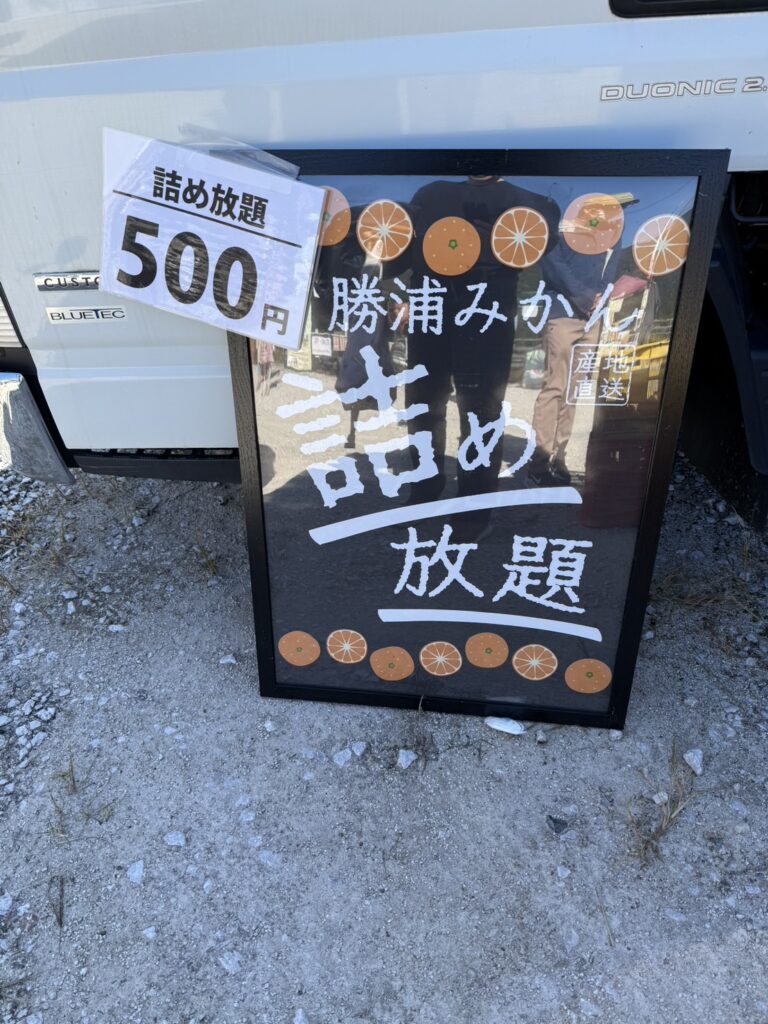 DUONIC 2.
詰め放題
500円
CUSTO
BLUETEC
勝浦みかん
産地
直送
詰め
放題